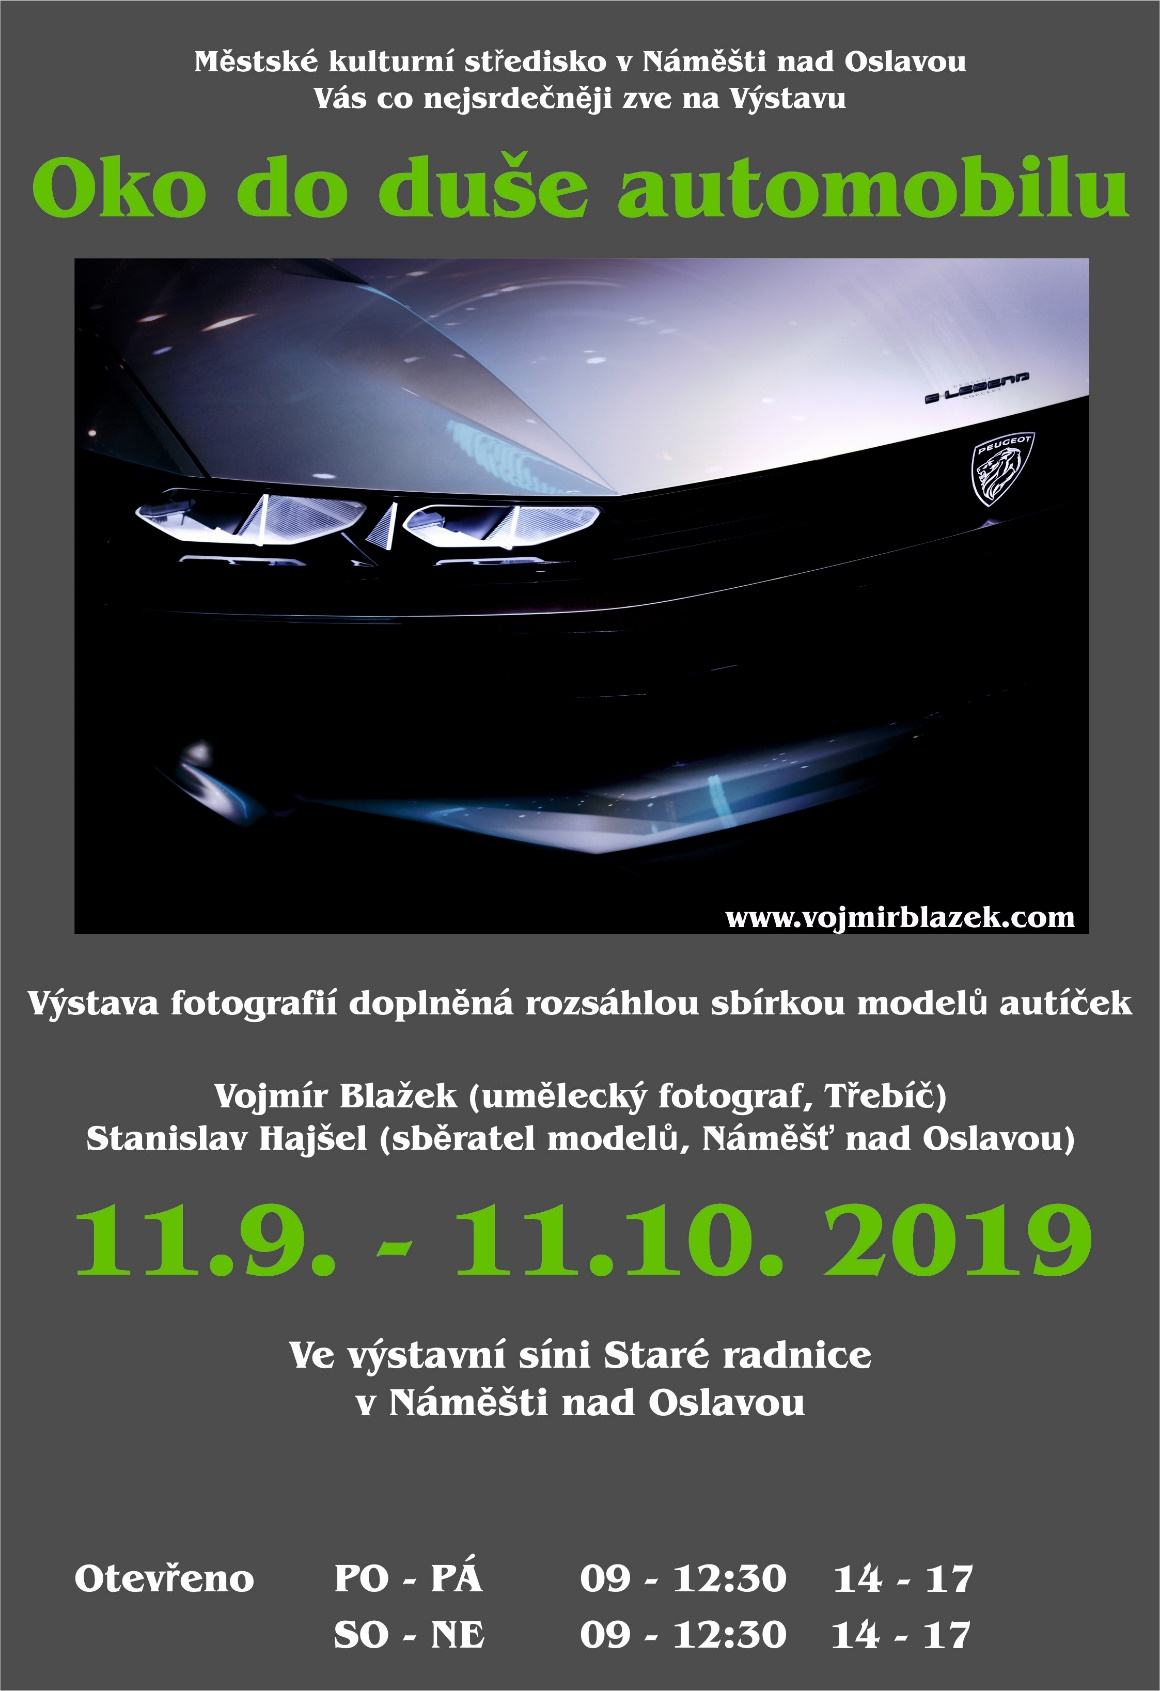 Městské kulturní středisko v Náměšti nad Oslavou
Vás co nejsrdečněji zve na Výstavu
Oko do duše automobilu
e-LEGEND
PEUGEOT
www.vojmirblazek.com
Výstava fotografií doplněná rozsáhlou sbírkou modelů autíček
Vojmír Blažek (umělecký fotograf, Třebíč)
Stanislav Hajšel (sběratel modelů, Náměšť nad Oslavou)
11.9. - 11.10. 2019
Ve výstavní síni Staré radnice
v Náměšti nad Oslavou
Otevřeno PO - PÁ 09 - 12:30 14 - 17
SO - NE 09 - 12:30 14 - 17